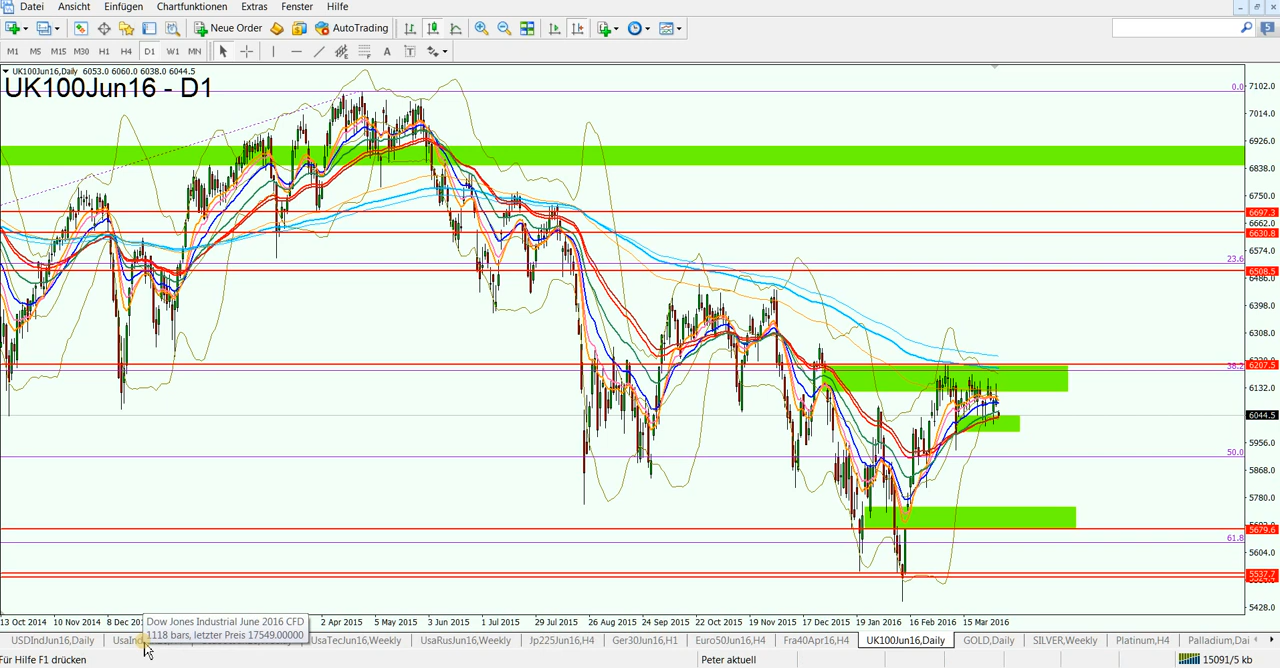 Datei Ansicht Einfügen Chartfunktionen Extras Fenster Hilfe
Neue Order AutoTrading 5
M1 M5 M15 M30 H1 H4 D1 W1 MN A T
UK100Jun16,Daily 6053.0 6060.0 6038.0 6044.5
UK100Jun16 - D1
0.0
7102.0
7014.0
6926.0
6838.0
6750.0
6697.3
6662.0
6630.8
6574.0
23.6
6508.5
6486.0
6398.0
6308.0
6207.5
38.2
6132.0
6044.5
5956.0
50.0
5868.0
5780.0
5679.6
61.8
5604.0
5537.7
5428.0
13 Oct 2014 10 Nov 2014 8 Dec 2 Apr 2015 5 May 2015 3 Jun 2015 1 Jul 2015 29 Jul 2015 26 Aug 2015 24 Sep 2015 22 Oct 2015 19 Nov 2015 17 Dec 2015 19 Jan 2016 16 Feb 2016 15 Mar 2016
Dow Jones Industrial June 2016 CFD
1118 bars, letzter Preis 17549.00000
USDIndJun16,Daily UsaInd UsaTecJun16,Weekly UsaRusJun16,Weekly Jp225Jun16,H4 Ger30Jun16,H1 Euro50Jun16,H4 Fra40Apr16,H4 UK100Jun16,Daily GOLD,Daily SILVER,Weekly Platinum,H4 Palladium,Dai
Für Hilfe F1 drücken Peter aktuell 15091/5 kb